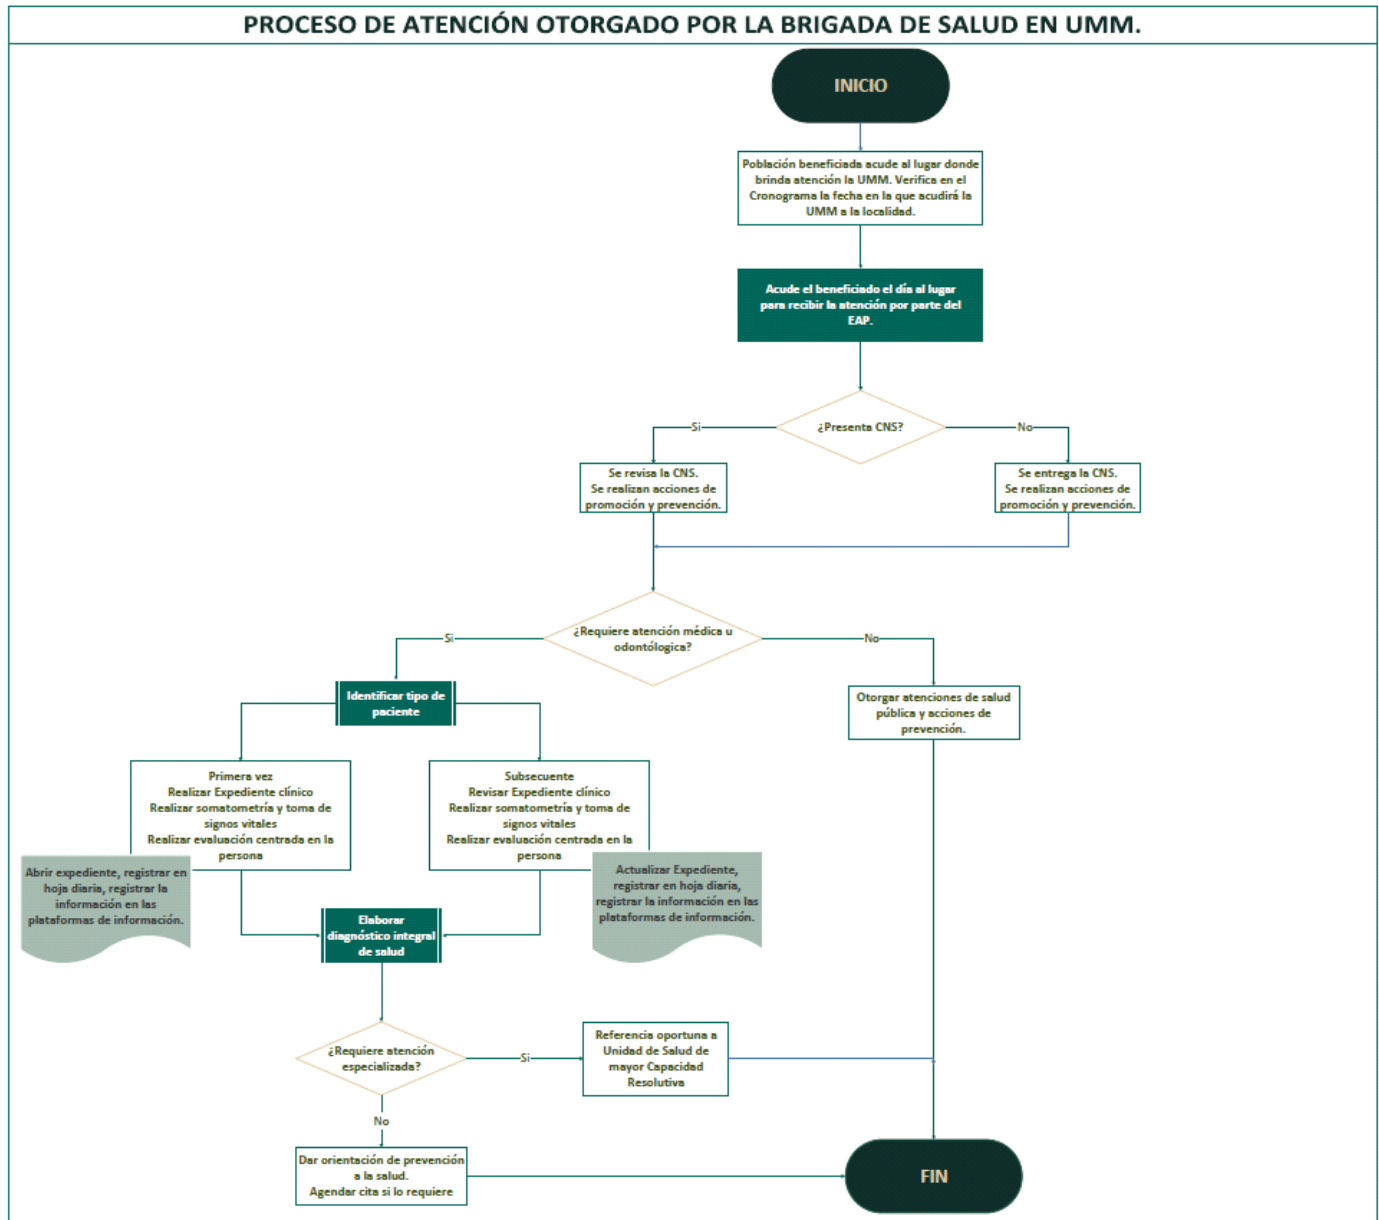 PROCESO DE ATENCIÓN OTORGADO POR LA BRIGADA DE SALUD EN UMM.
INICIO
Población beneficiada acude al lugar donde
brinda atención la UMM. Verifica en el
Cronograma la fecha en la que acudirá la
UMM a la localidad.
Acude el beneficiado el día al lugar
para recibir la atención por parte del
EAP.
¿Presenta CNS?
Si
No
Se revisa la CNS.
Se realizan acciones de
promoción y prevención.
Se entrega la CNS.
Se realizan acciones de
promoción y prevención.
¿Requiere atención médica u
odontólogica?
Si
No
Identificar tipo de
paciente
Otorgar atenciones de salud
pública y acciones de
prevención.
Primera vez
Realizar Expediente clínico
Realizar somatometría y toma de
signos vitales
Realizar evaluación centrada en la
persona
Subsecuente
Revisar Expediente clínico
Realizar somatometría y toma de
signos vitales
Realizar evaluación centrada en la
persona
Abrir expediente, registrar en
hoja diaria, registrar la
información en las
plataformas de información.
Actualizar Expediente,
registrar en hoja diaria,
registrar la información en las
plataformas de información.
Elaborar
diagnóstico integral
de salud
¿Requiere atención
especializada?
Si
Referencia oportuna a
Unidad de Salud de
mayor Capacidad
Resolutiva
No
Dar orientación de prevención
a la salud.
Agendar cita si lo requiere
FIN